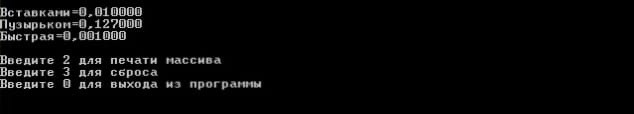 Вставками=0,010000
Пузырьком=0,127000
Быстрая=0,001000
Введите 2 для печати массива
Введите 3 для сброса
Введите 0 для выхода из программы